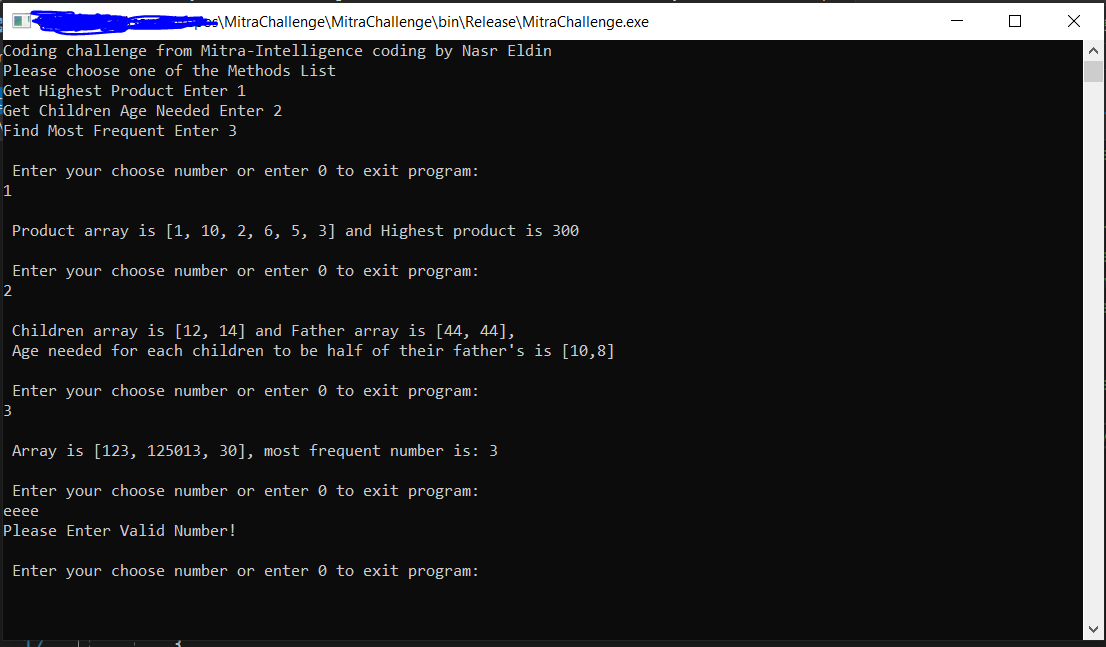 os\MitraChallenge\MitraChallenge\bin\Release\MitraChallenge.exe
Coding challenge from Mitra-Intelligence coding by Nasr Eldin
Please choose one of the Methods List
Get Highest Product Enter 1
Get Children Age Needed Enter 2
Find Most Frequent Enter 3
Enter your choose number or enter 0 to exit program:
1
Product array is [1, 10, 2, 6, 5, 3] and Highest product is 300
Enter your choose number or enter 0 to exit program:
2
Children array is [12, 14] and Father array is [44, 44],
Age needed for each children to be half of their father's is [10,8]
Enter your choose number or enter 0 to exit program:
3
Array is [123, 125013, 30], most frequent number is: 3
Enter your choose number or enter 0 to exit program:
eeee
Please Enter Valid Number!
Enter your choose number or enter 0 to exit program: